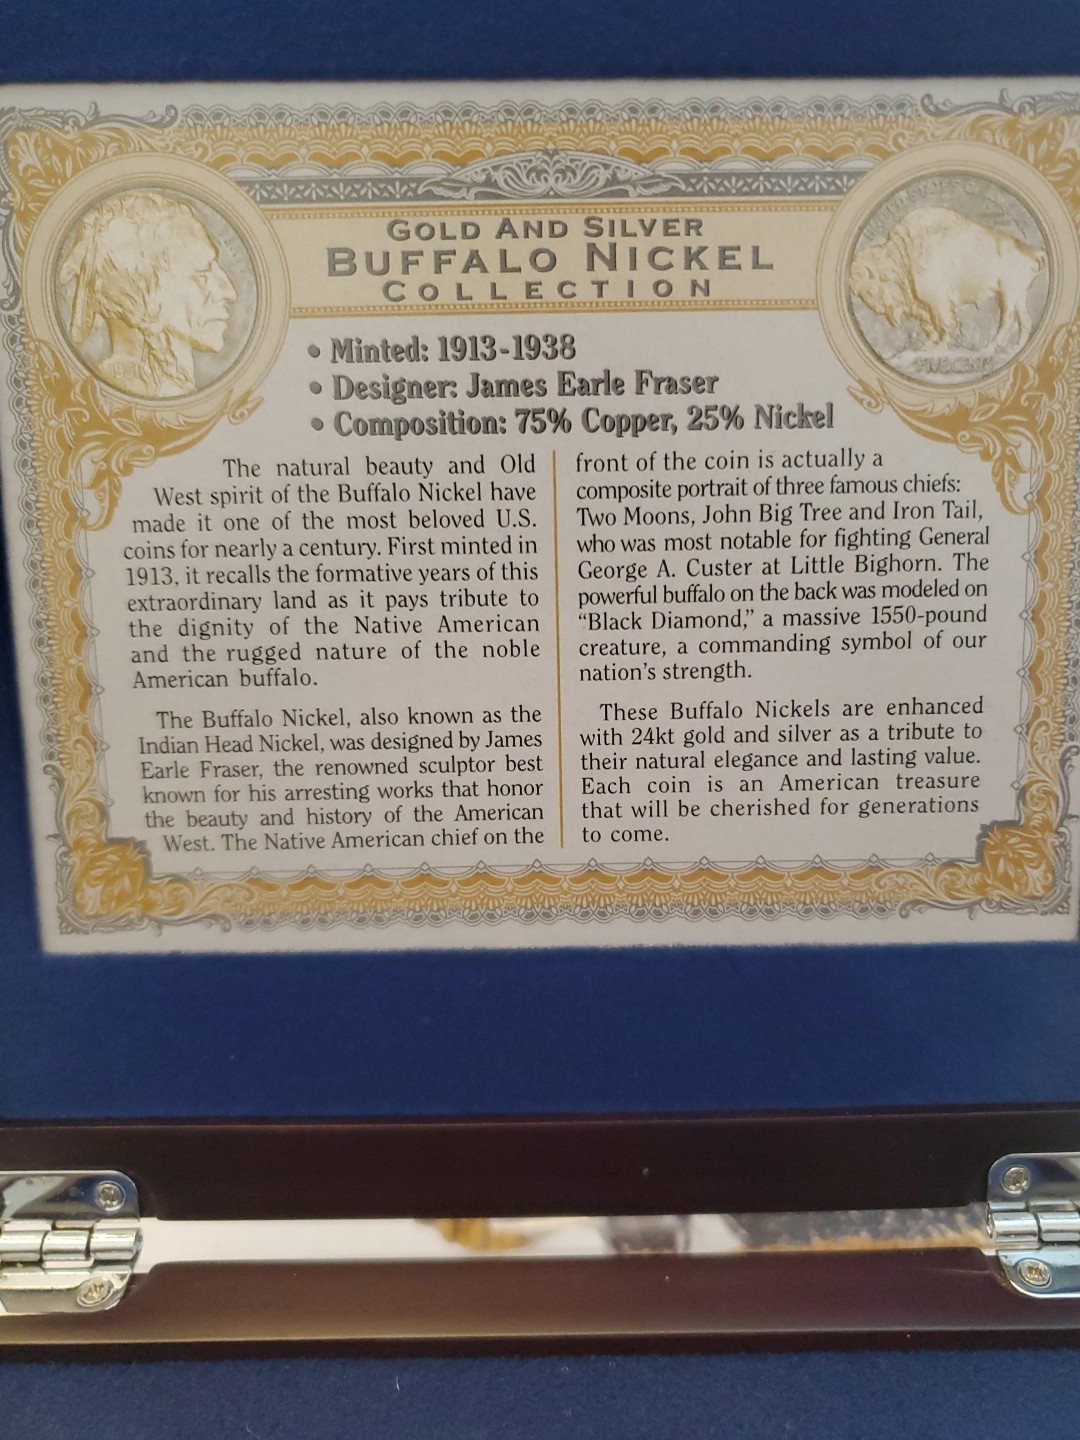 GOLD AND SILVER
BUFFALO NICKEL
COLLECTION
• Minted: 1913-1938
• Designer: James Earle Fraser
• Composition: 75% Copper, 25% Nickel
The natural beauty and Old
West spirit of the Buffalo Nickel have
made it one of the most beloved U.S.
coins for nearly a century. First minted in
1913, it recalls the formative years of this
extraordinary land as it pays tribute to
the dignity of the Native American
and the rugged nature of the noble
American buffalo.
The Buffalo Nickel, also known as the
Indian Head Nickel, was designed by James
Earle Fraser, the renowned sculptor best
known for his arresting works that honor
the beauty and history of the American
West. The Native American chief on the
front of the coin is actually a
composite portrait of three famous chiefs:
Two Moons, John Big Tree and Iron Tail,
who was most notable for fighting General
George A. Custer at Little Bighorn. The
powerful buffalo on the back was modeled on
“Black Diamond,” a massive 1550-pound
creature, a commanding symbol of our
nation's strength.
These Buffalo Nickels are enhanced
with 24kt gold and silver as a tribute to
their natural elegance and lasting value.
Each coin is an American treasure
that will be cherished for generations
to come.
FIVE CENTS